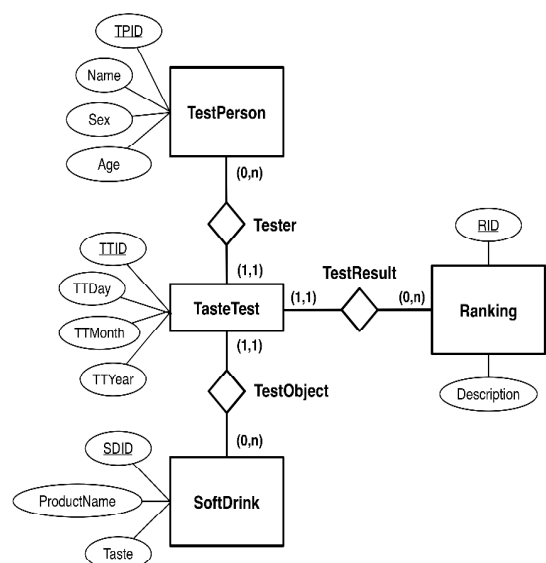 TPID
Name
Sex
Age
TestPerson
(0,n)
Tester
(1,1)
TTID
TTDay
TTMonth
TTYear
TasteTest
(1,1)
TestResult
(0,n)
RID
Ranking
Description
(1,1)
TestObject
(0,n)
SDID
ProductName
Taste
SoftDrink